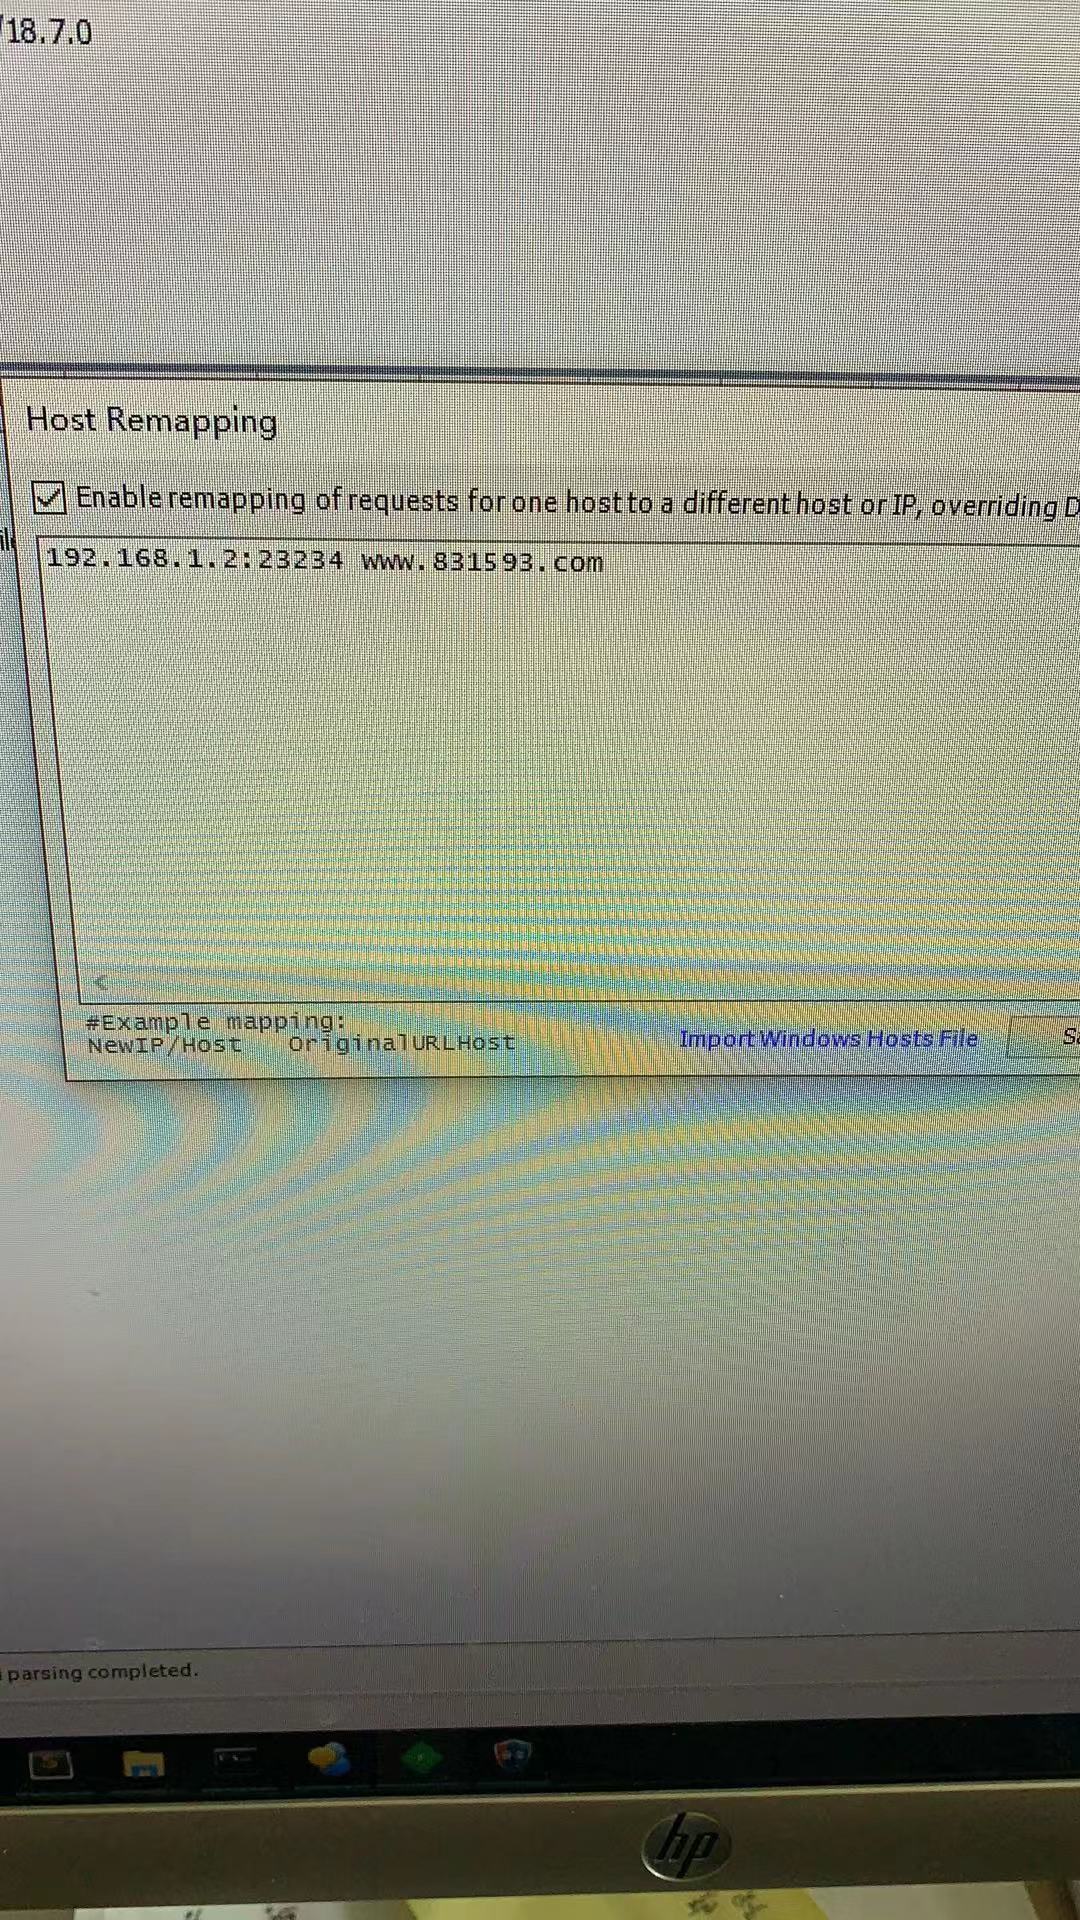 /18.7.0
Host Remapping
Enable remapping of requests for one host to a different host or IP, overriding D
192.168.1.2:23234 www.831593.com
#Example mapping:
NewIP/Host OriginalURLHost
Import Windows Hosts File
Sa
parsing completed.
hp